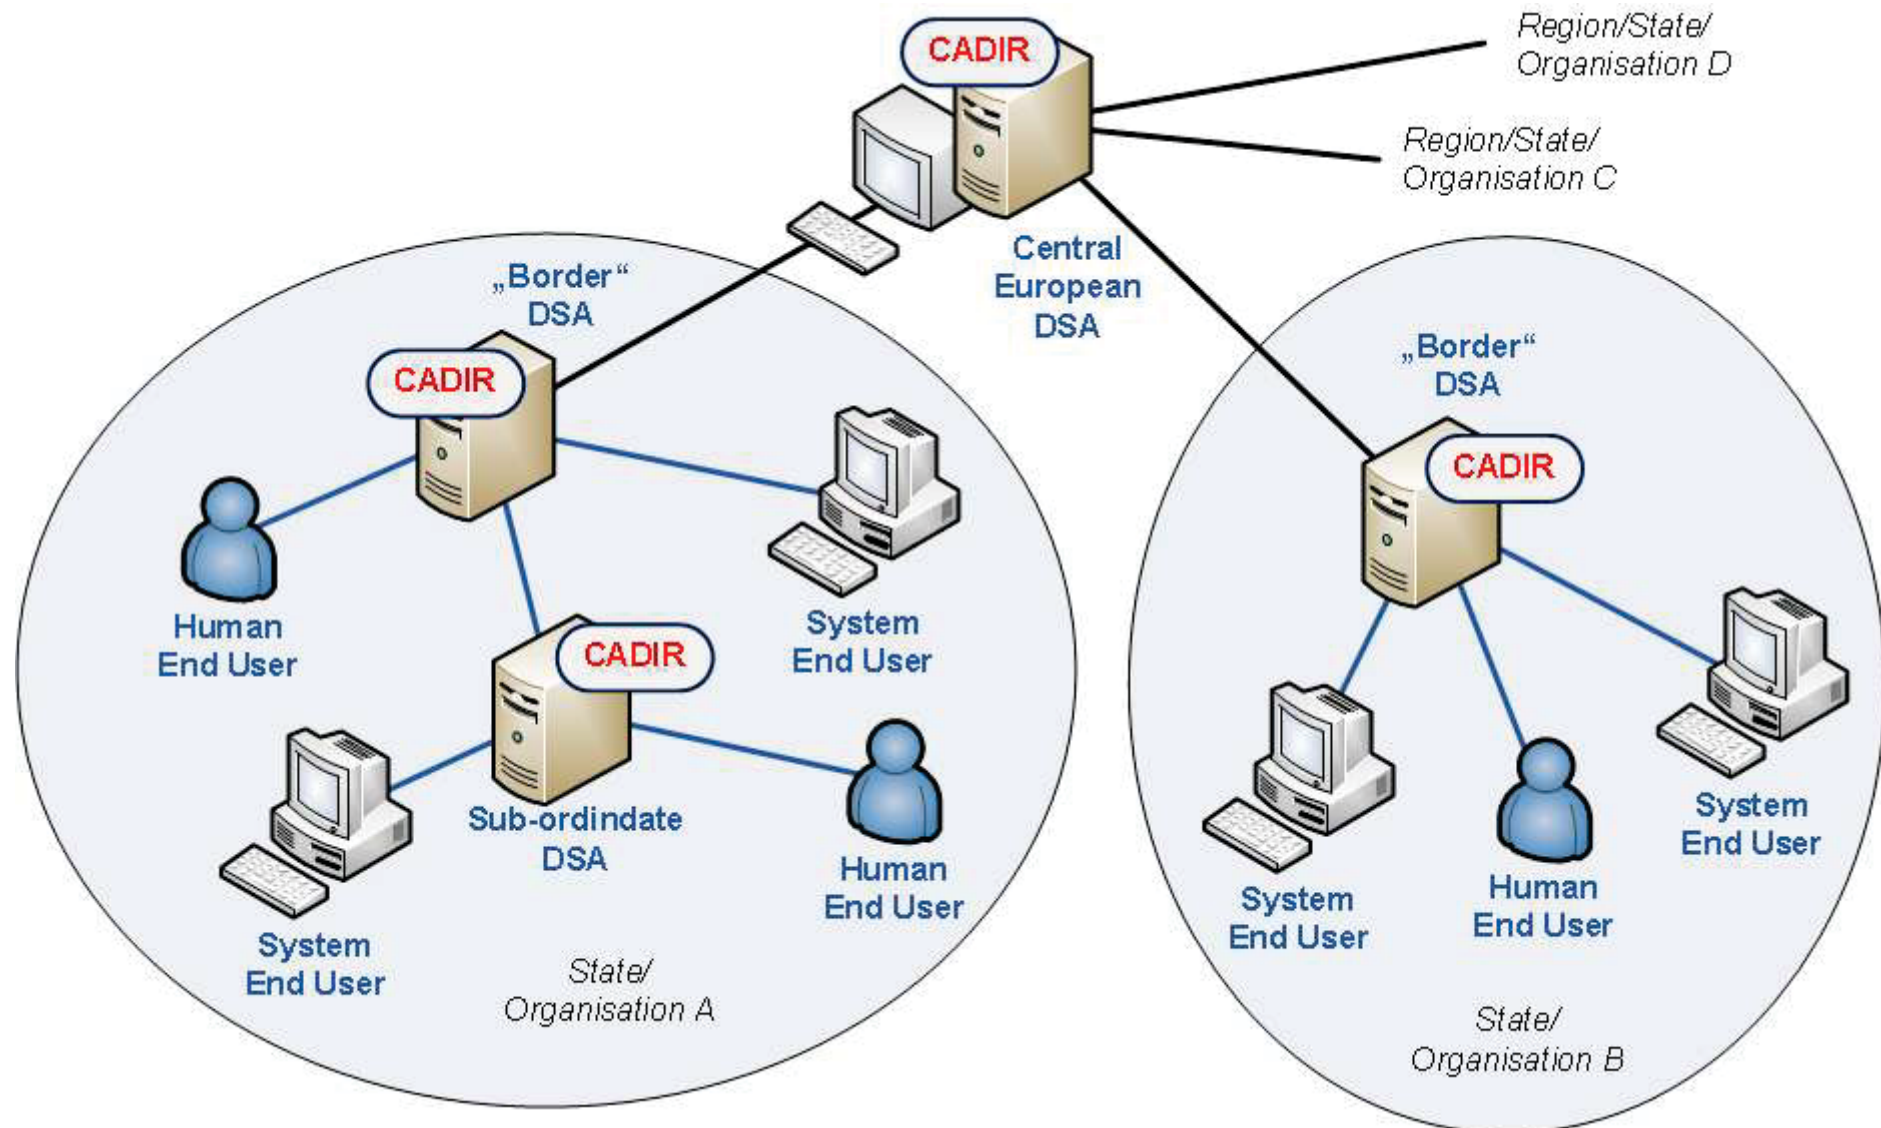 CADIR
Region/State/
Organisation D
Region/State/
Organisation C
Central
European
DSA
„Border“
DSA
CADIR
Human
End User
System
End User
CADIR
Sub-ordindate
DSA
System
End User
Human
End User
State/
Organisation A
„Border“
DSA
CADIR
System
End User
Human
End User
System
End User
State/
Organisation B